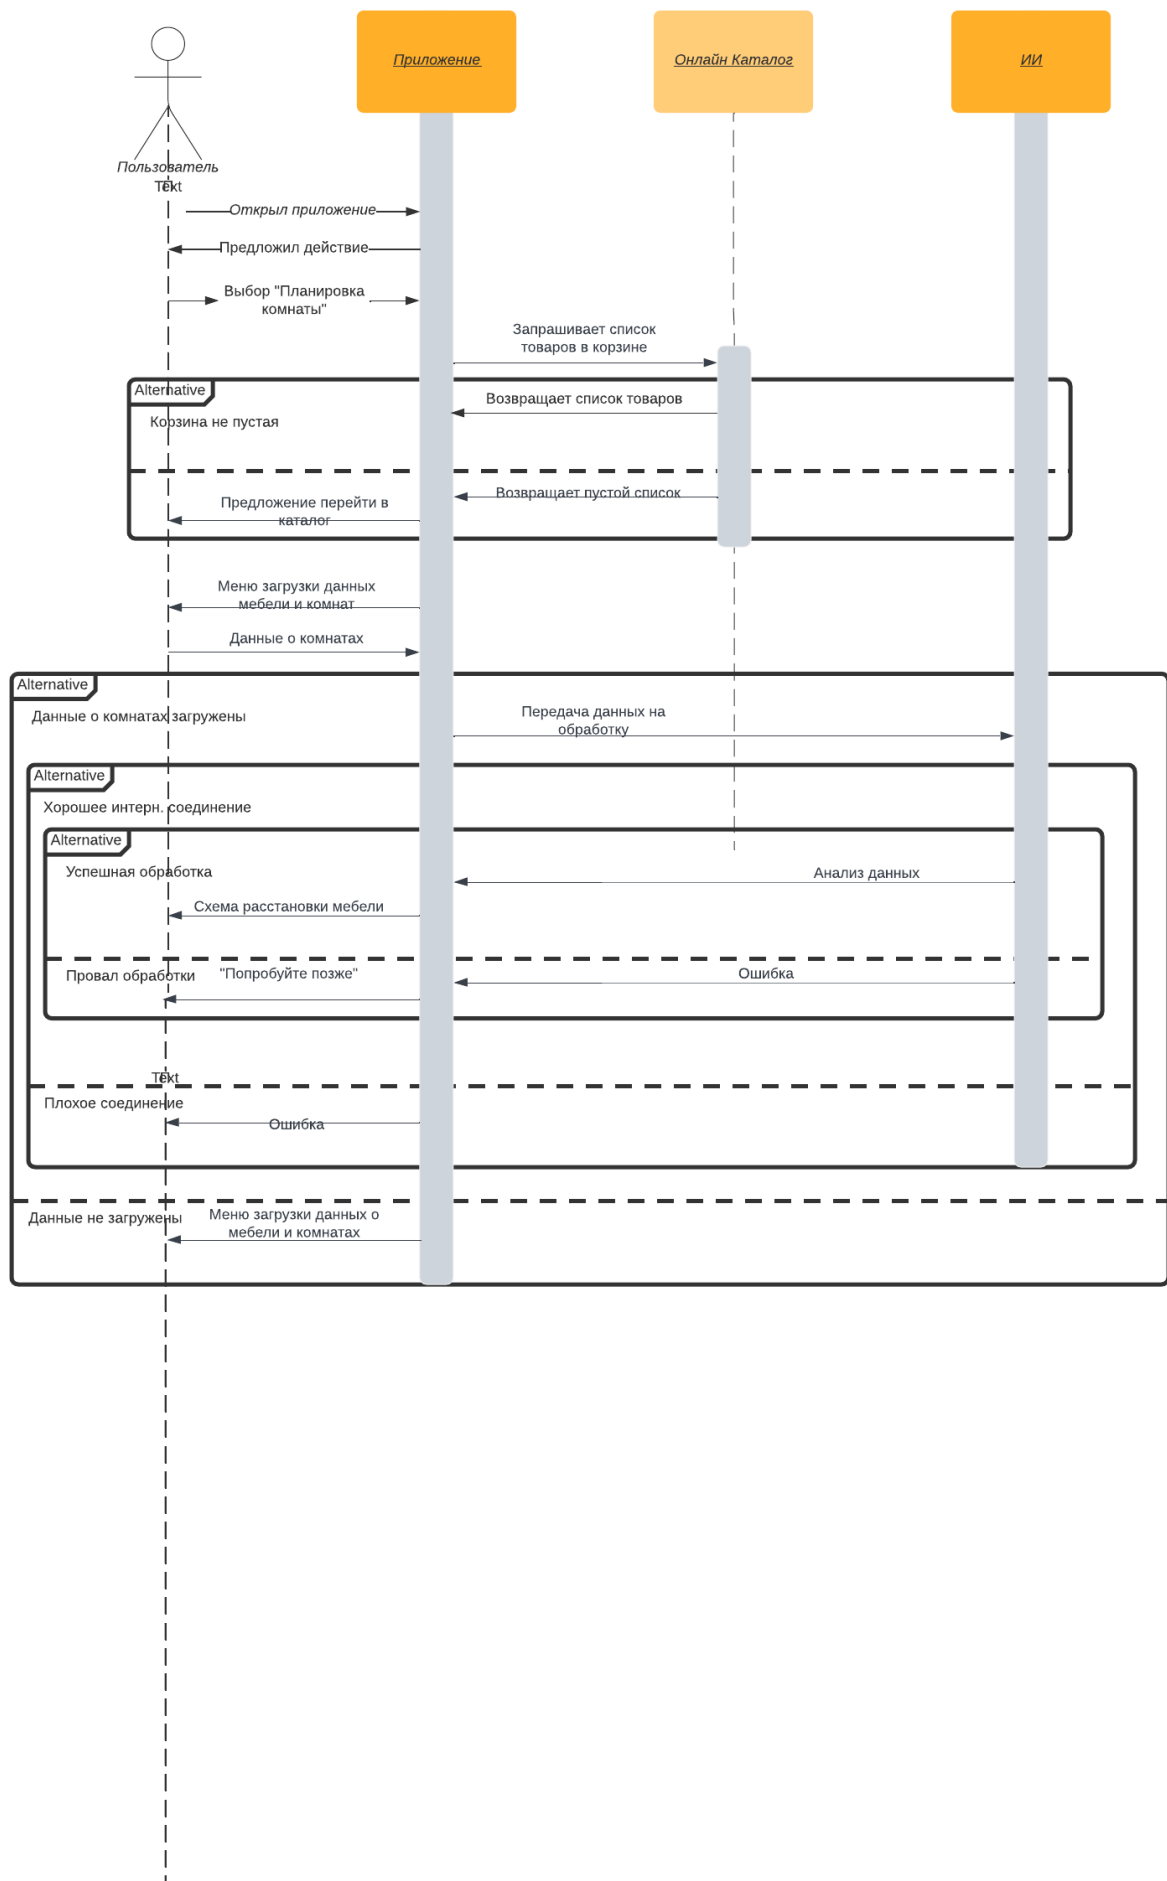 Приложение
Онлайн Каталог
ИИ
Пользователь
Text
Открыл приложение
Предложил действие
Выбор "Планировка
комнаты"
Запрашивает список
товаров в корзине
Alternative
Возвращает список товаров
Корзина не пустая
Возвращает пустой список
Предложение перейти в
каталог
Меню загрузки данных
мебели и комнат
Данные о комнатах
Alternative
Данные о комнатах загружены
Передача данных на
обработку
Alternative
Хорошее интерн. соединение
Alternative
Успешная обработка
Анализ данных
Схема расстановки мебели
Провал обработки
"Попробуйте позже"
Ошибка
Text
Плохое соединение
Ошибка
Данные не загружены
Меню загрузки данных о
мебели и комнатах